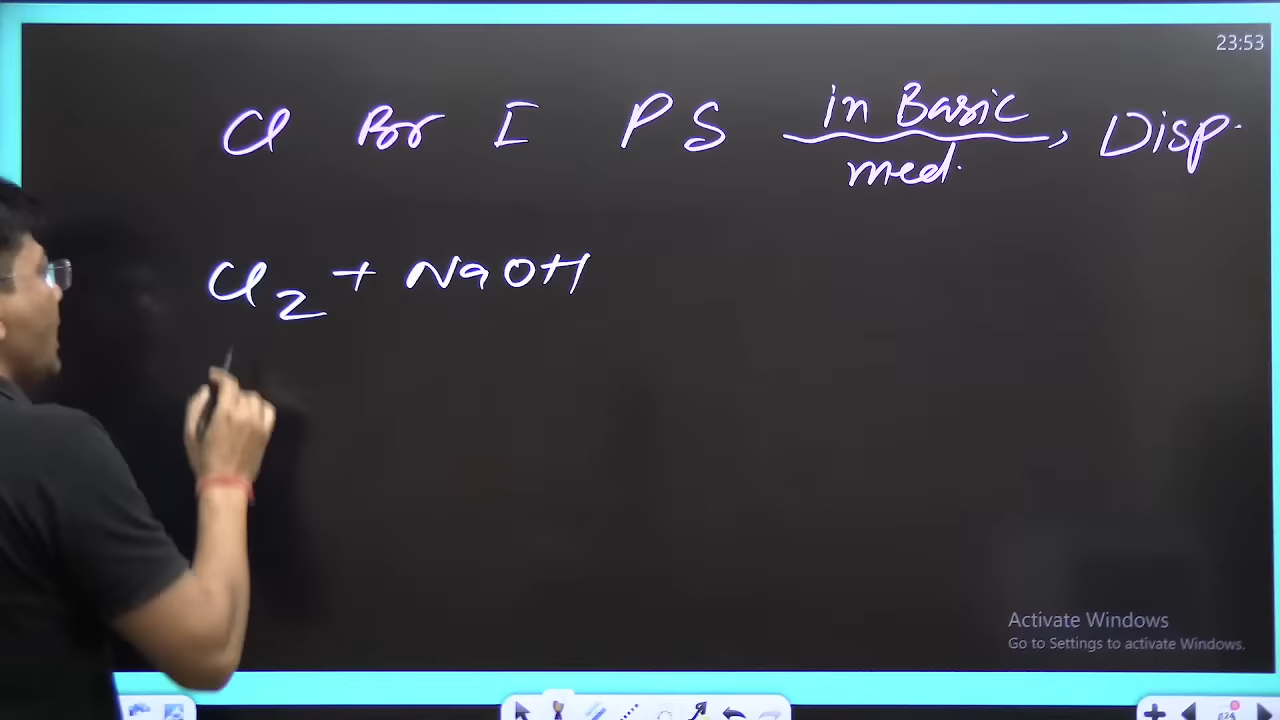 23:53
Cl Br I P S in Basic med. , Disp.
Cl2 + NaOH
Activate Windows
Go to Settings to activate Windows.